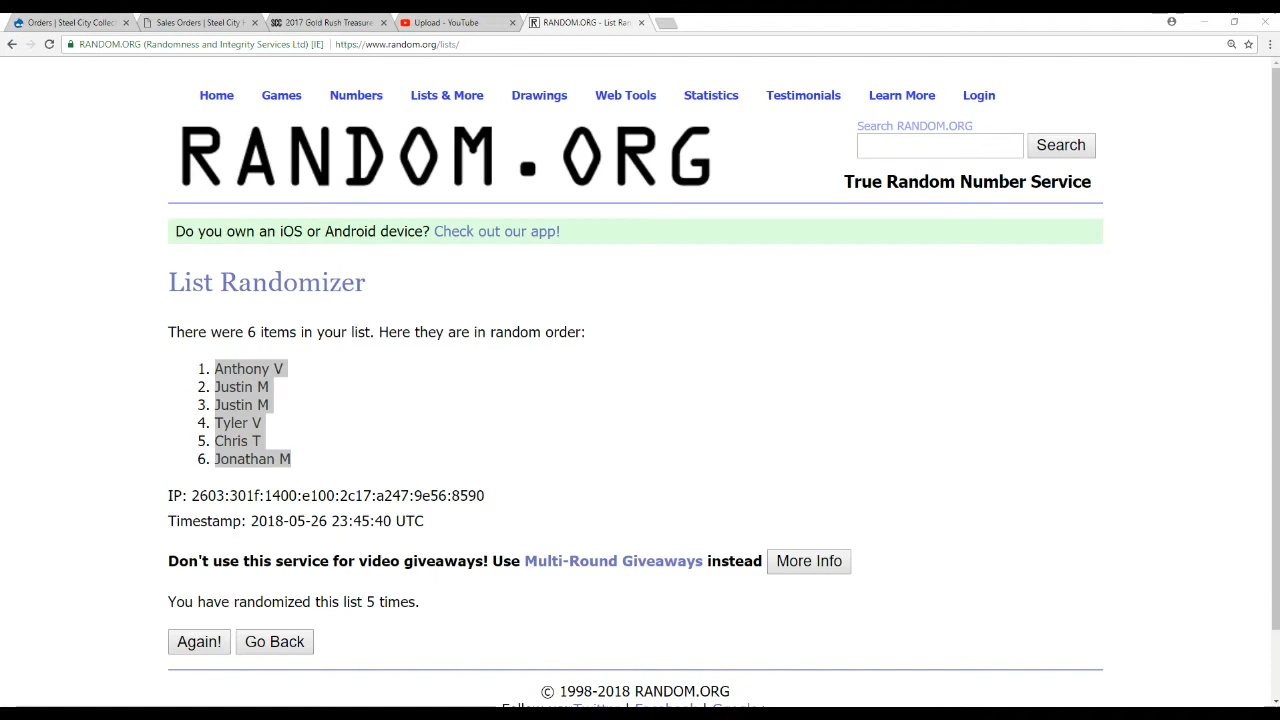 Orders | Steel City Collect
Sales Orders | Steel City H
2017 Gold Rush Treasure
Upload - YouTube
RANDOM.ORG - List Ran
RANDOM.ORG (Randomness and Integrity Services Ltd) [IE] | https://www.random.org/lists/
Home Games Numbers Lists & More Drawings Web Tools Statistics Testimonials Learn More Login
RANDOM.ORG
Search RANDOM.ORG
Search
True Random Number Service
Do you own an iOS or Android device? Check out our app!
List Randomizer
There were 6 items in your list. Here they are in random order:
1. Anthony V
2. Justin M
3. Justin M
4. Tyler V
5. Chris T
6. Jonathan M
IP: 2603:301f:1400:e100:2c17:a247:9e56:8590
Timestamp: 2018-05-26 23:45:40 UTC
Don't use this service for video giveaways! Use Multi-Round Giveaways instead More Info
You have randomized this list 5 times.
Again! Go Back
© 1998-2018 RANDOM.ORG